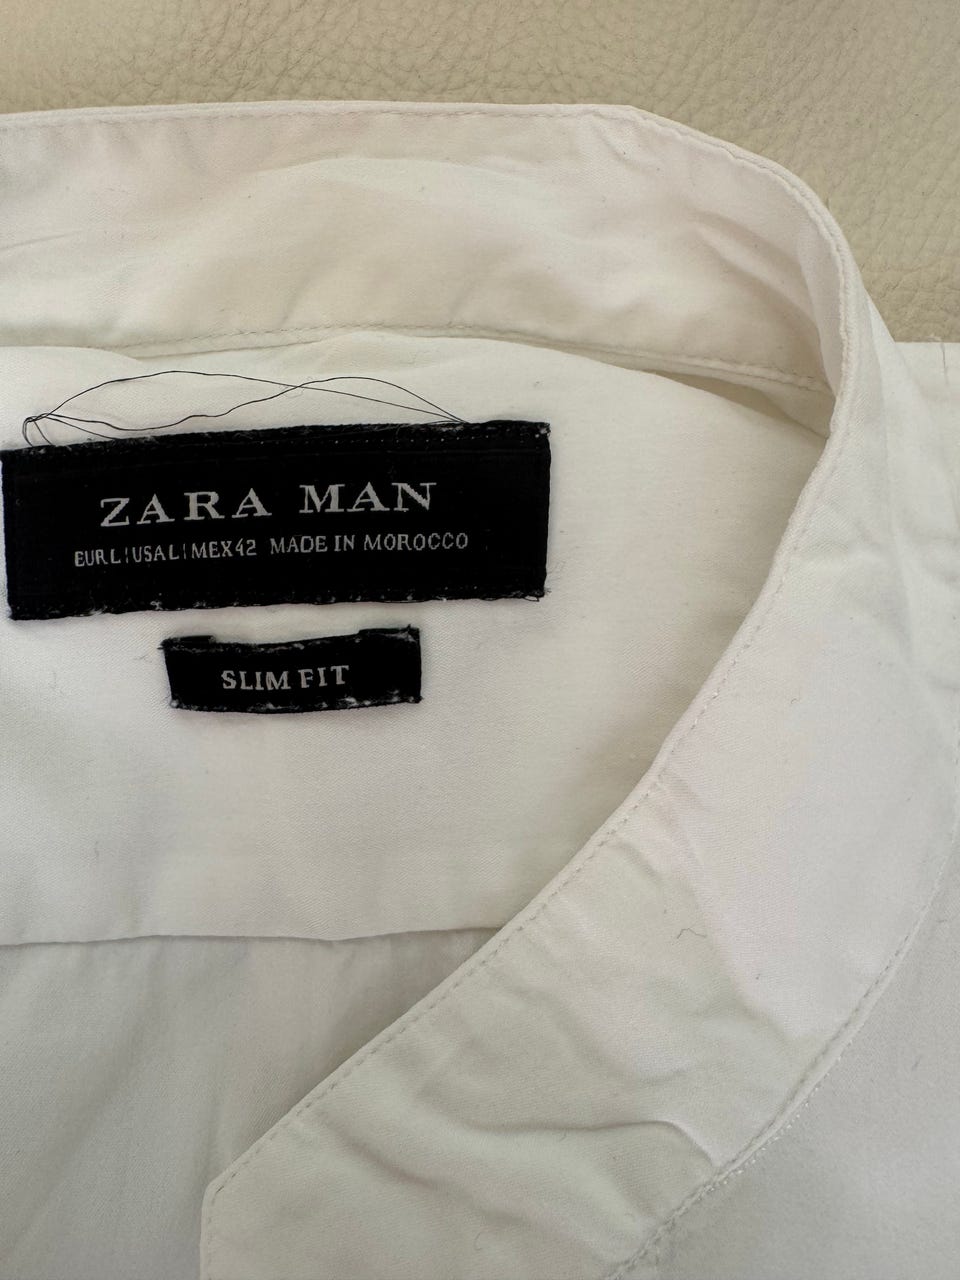 ZARA MAN
EUR L | USA L | MEX 42 MADE IN MOROCCO
SLIM FIT